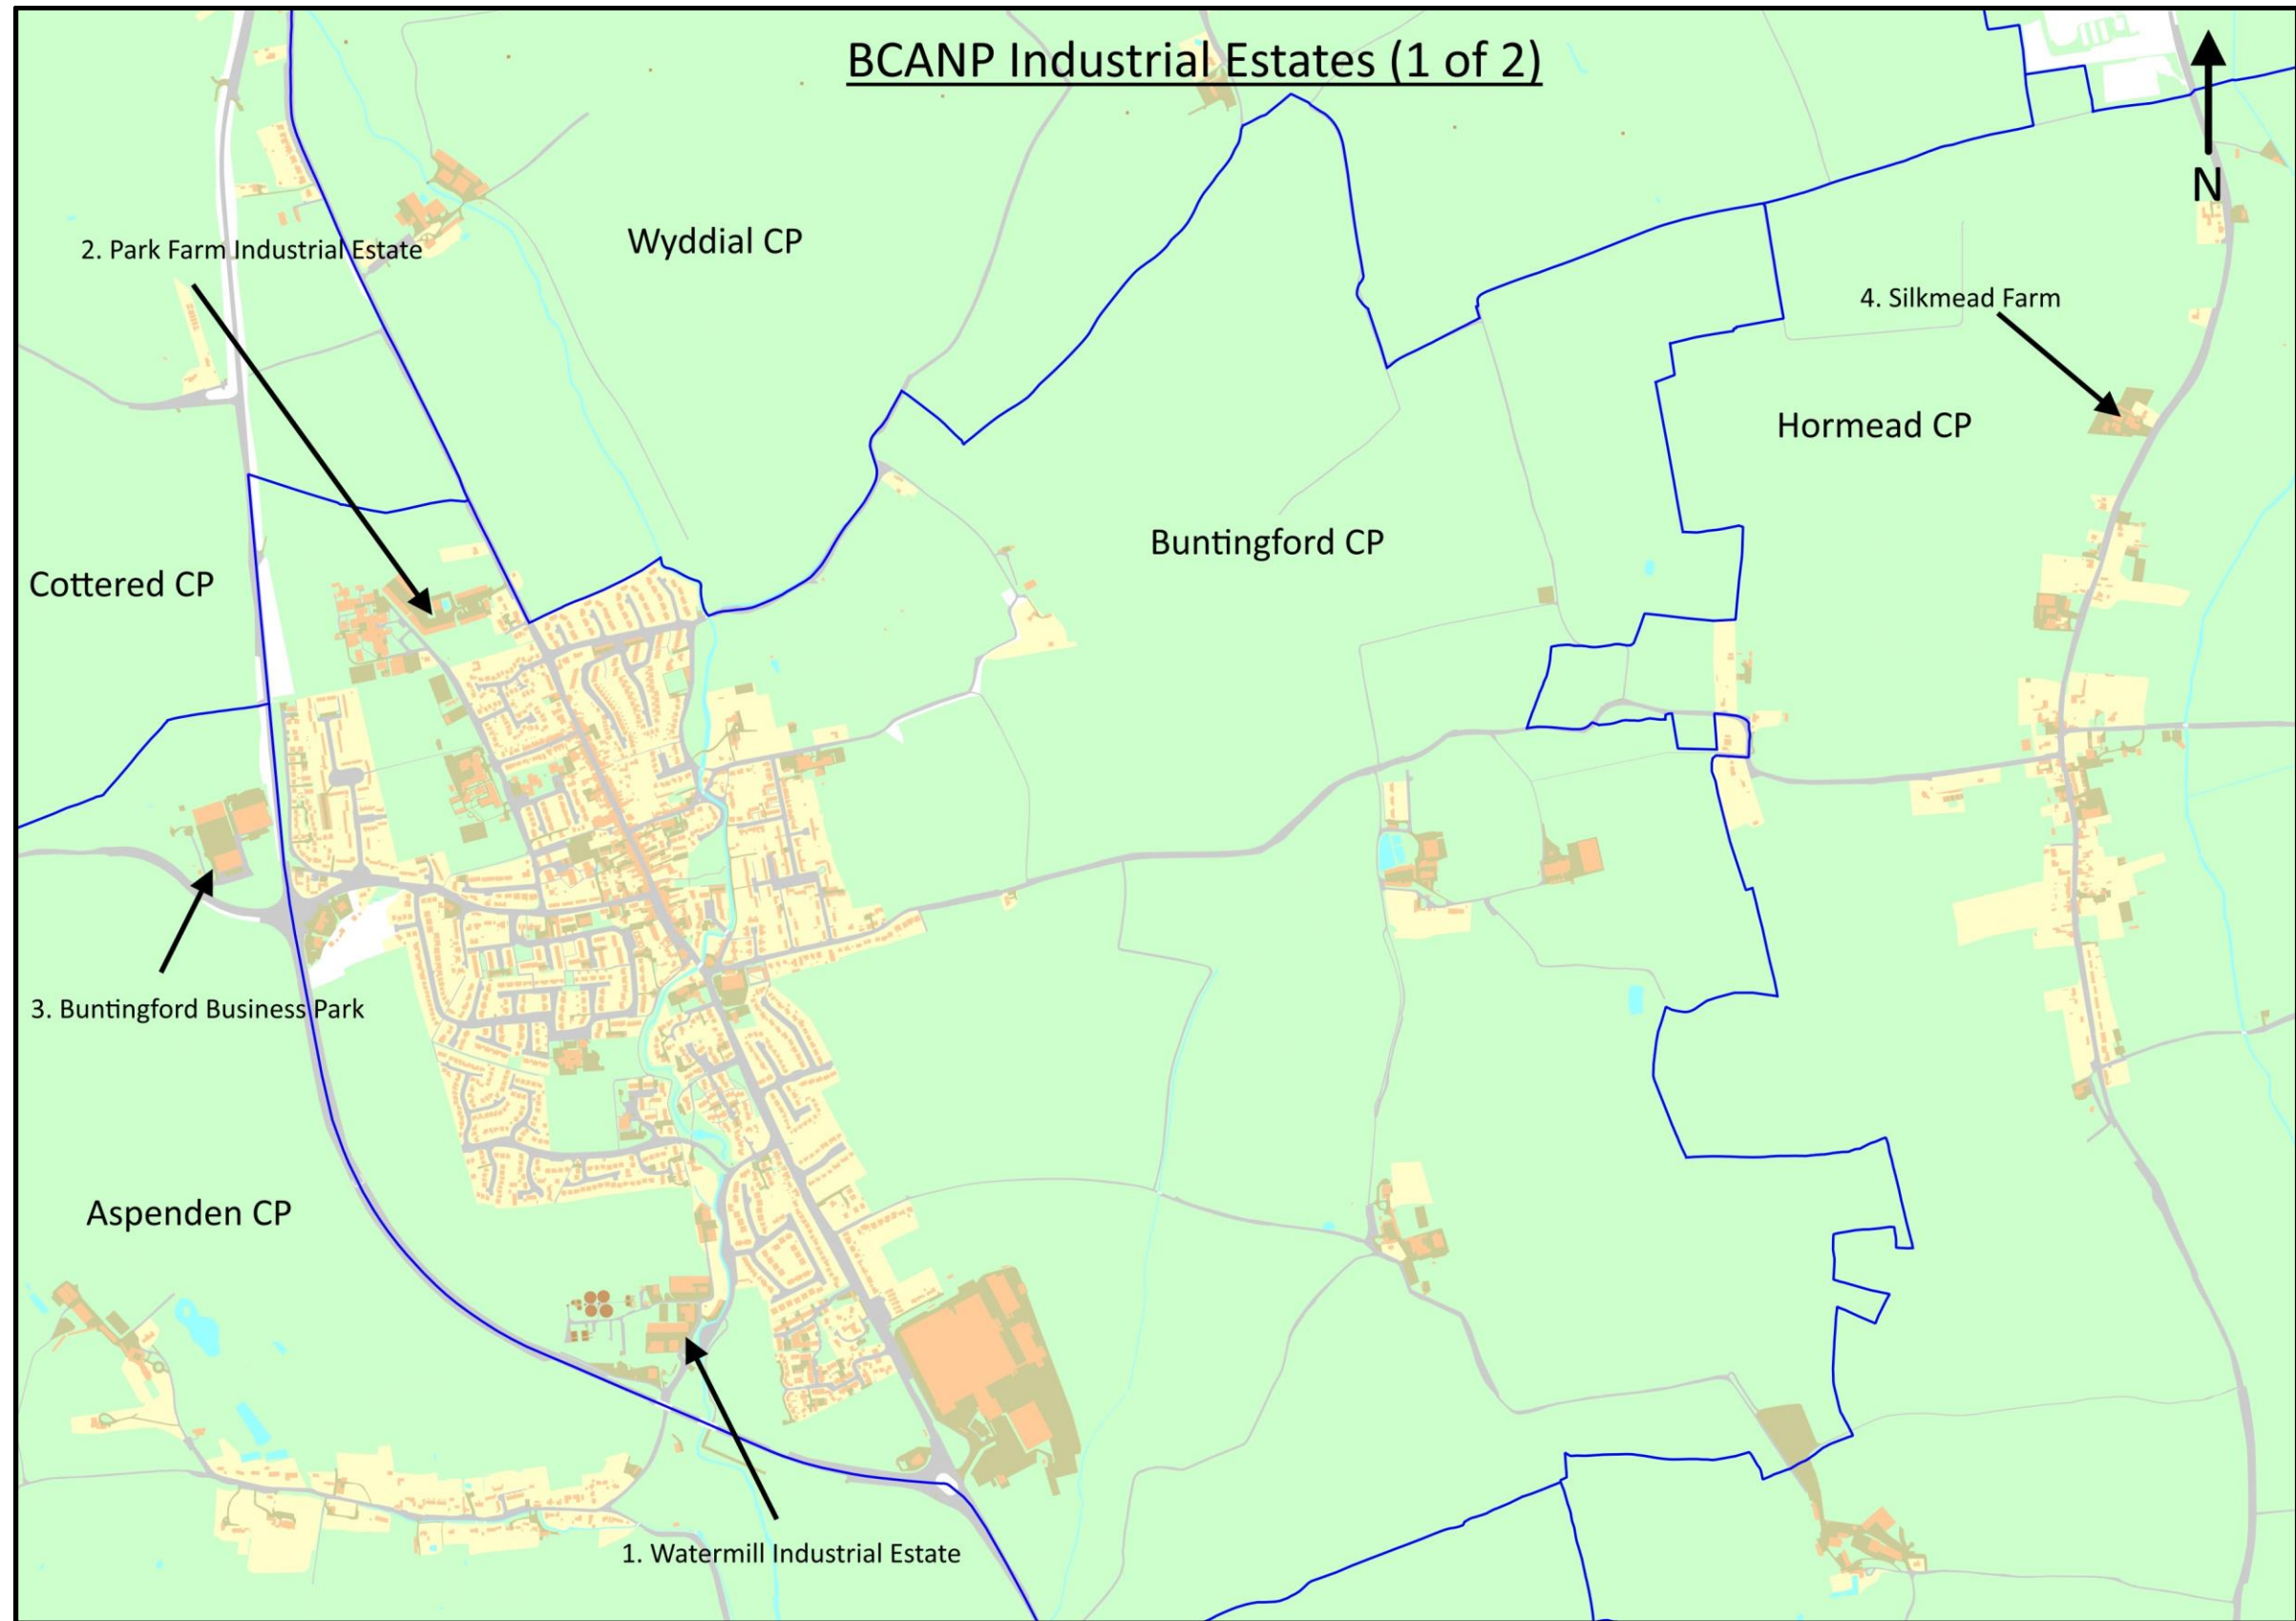 BCANP Industrial Estates (1 of 2)
N
Wyddial CP
2. Park Farm Industrial Estate
4. Silkmead Farm
Hormead CP
Buntingford CP
Cottered CP
3. Buntingford Business Park
Aspenden CP
1. Watermill Industrial Estate